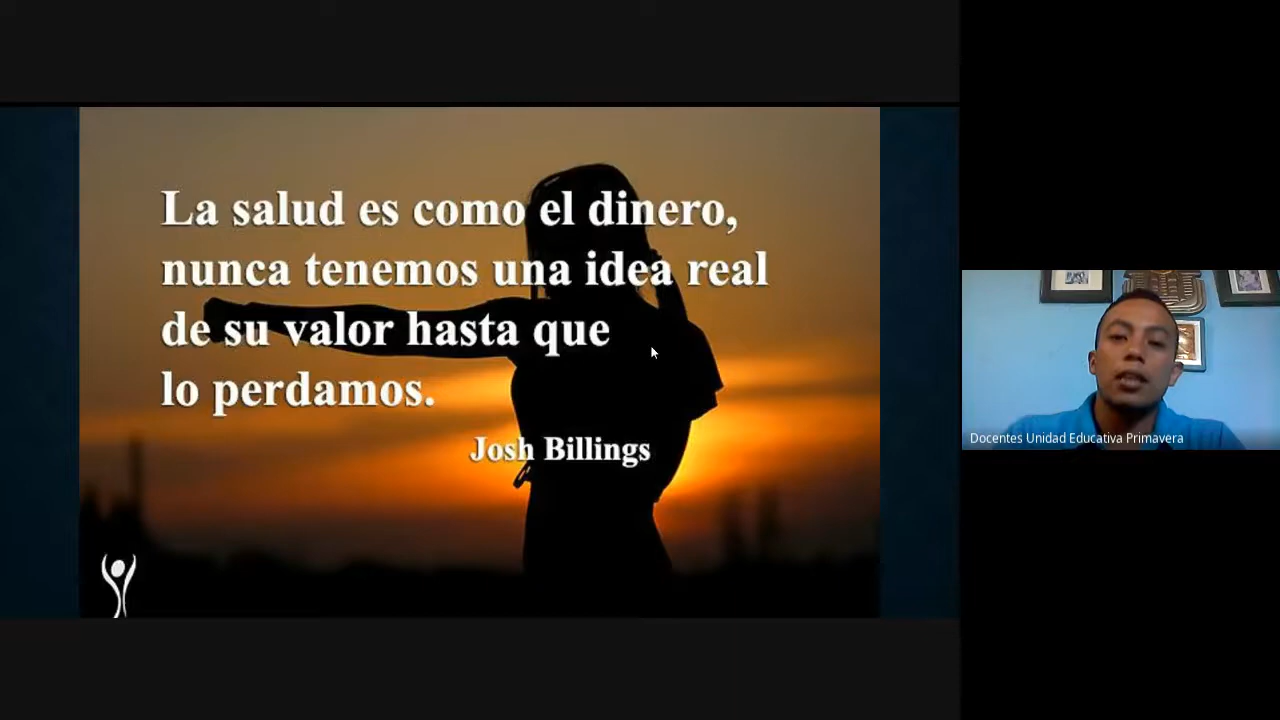 La salud es como el dinero,
nunca tenemos una idea real
de su valor hasta que
lo perdamos.
Josh Billings
Docentes Unidad Educativa Primavera